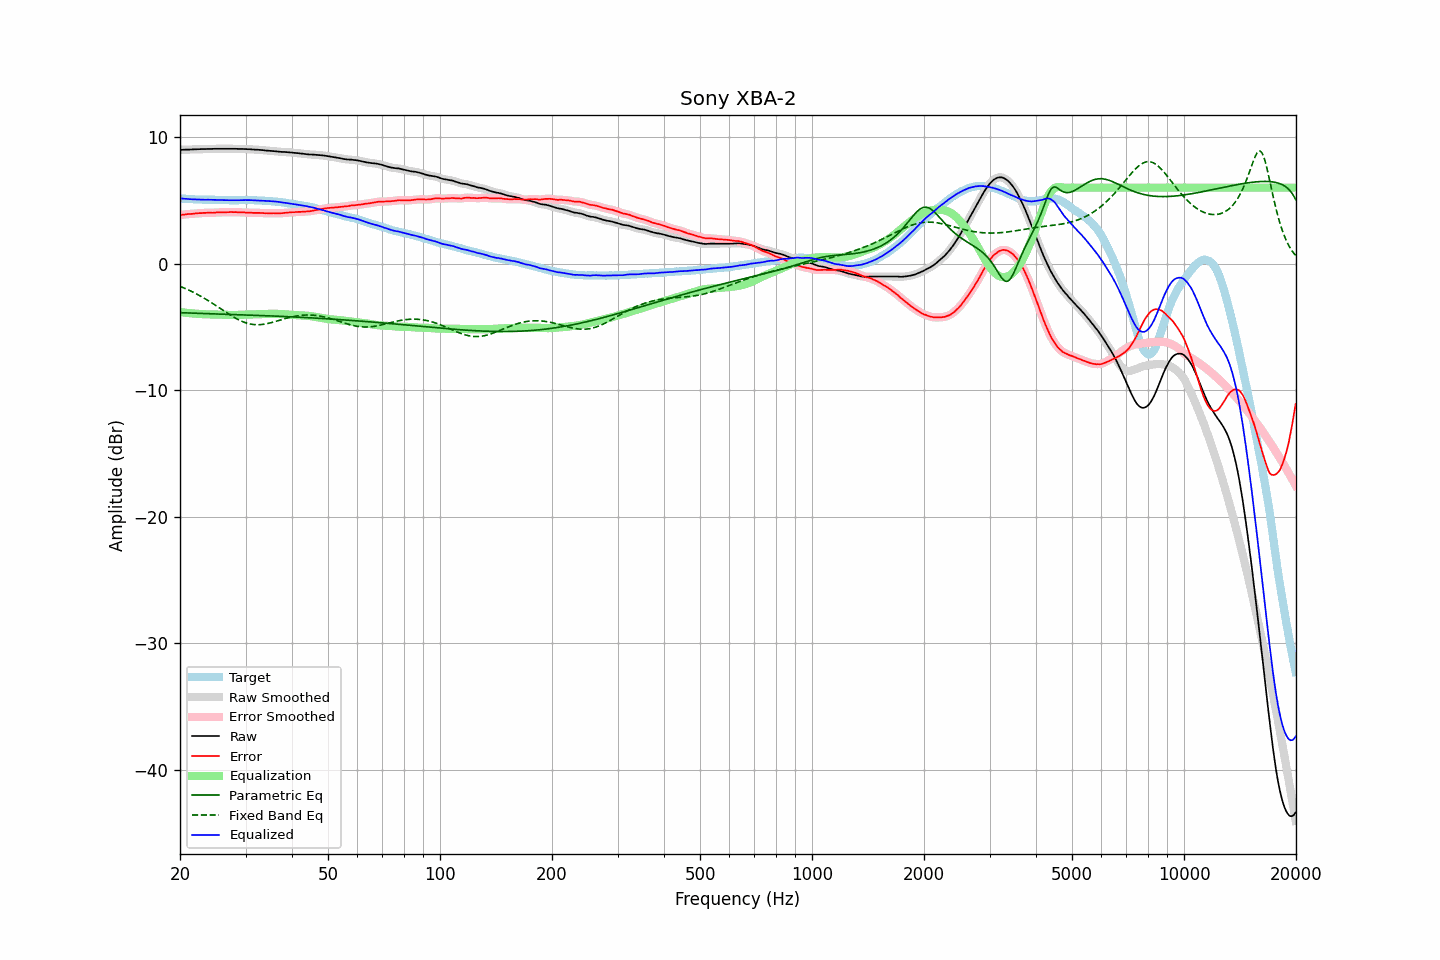 Sony XBA-2
10
0
−10
−20
−30
−40
Amplitude (dBr)
Target
Raw Smoothed
Error Smoothed
Raw
Error
Equalization
Parametric Eq
Fixed Band Eq
Equalized
20
50
100
200
500
1000
2000
5000
10000
20000
Frequency (Hz)